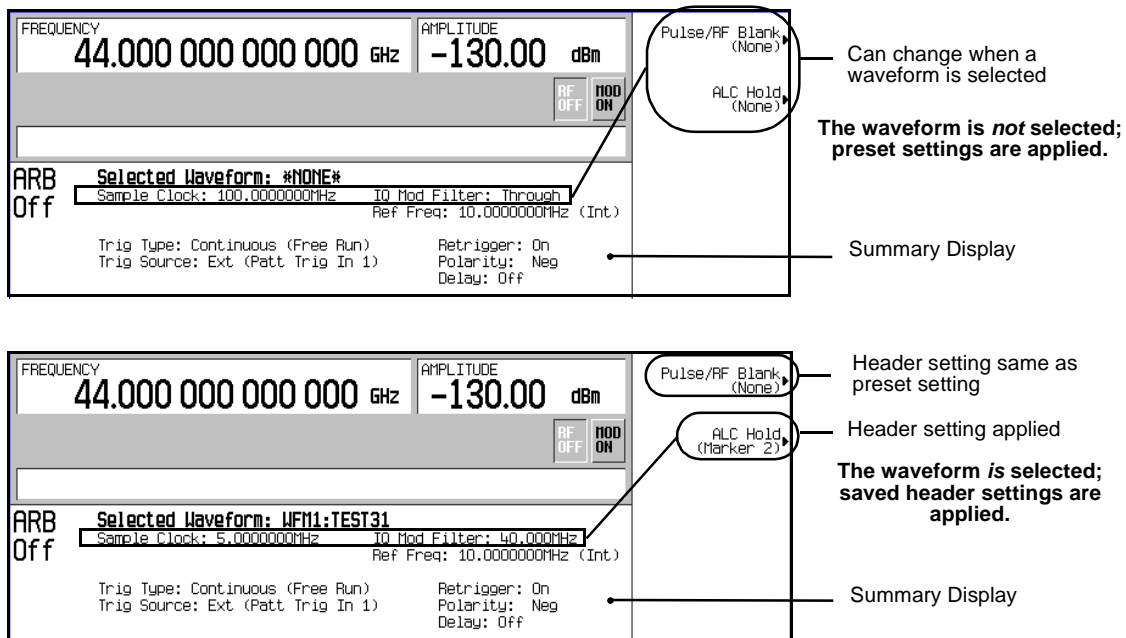 FREQUENCY
44.000 000 000 000 GHz
AMPLITUDE
-130.00 dBm
RF OFF
MOD ON
Pulse/RF Blank
(None)
ALC Hold
(None)
Can change when a
waveform is selected
The waveform is not selected;
preset settings are applied.
ARB
Off
Selected Waveform: *NONE*
Sample Clock: 100.0000000MHz IQ Mod Filter: Through
Ref Freq: 10.0000000MHz (Int)
Trig Type: Continuous (Free Run) Retrigger: On
Trig Source: Ext (Patt Trig In 1) Polarity: Neg
Delay: Off
Summary Display
FREQUENCY
44.000 000 000 000 GHz
AMPLITUDE
-130.00 dBm
RF OFF
MOD ON
Pulse/RF Blank
(None)
ALC Hold
(Marker 2)
Header setting same as
preset setting
Header setting applied
The waveform is selected;
saved header settings are
applied.
ARB
Off
Selected Waveform: WFM1:TEST31
Sample Clock: 5.0000000MHz IQ Mod Filter: 40.000MHz
Ref Freq: 10.0000000MHz (Int)
Trig Type: Continuous (Free Run) Retrigger: On
Trig Source: Ext (Patt Trig In 1) Polarity: Neg
Delay: Off
Summary Display